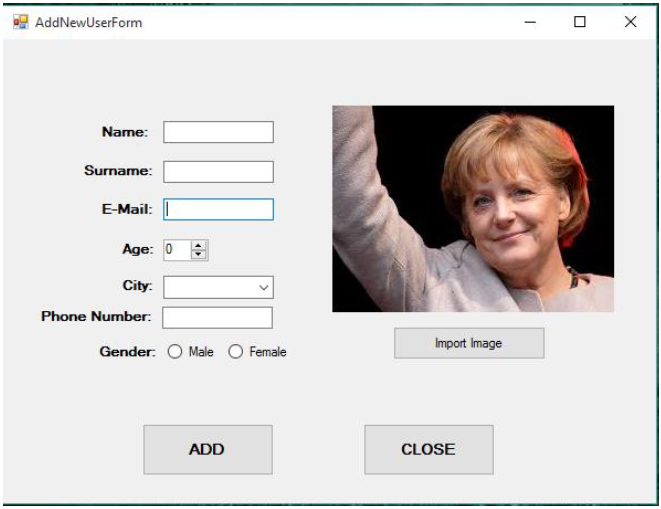 AddNewUserForm
Name:
Surname:
E-Mail:
Age: 0
City:
Phone Number:
Gender: Male Female
Import Image
ADD CLOSE